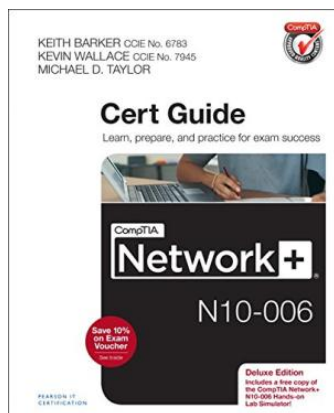 KEITH BARKER CCIE No. 6783
KEVIN WALLACE CCIE No. 7945
MICHAEL D. TAYLOR
CompTIA
Cert Guide
Learn, prepare, and practice for exam success
CompTIA
Network+
N10-006
Save 10%
on Exam
Voucher
See Inside
Deluxe Edition
Includes a free copy of
the CompTIA Network+
N10-006 Hands-on
Lab Simulator!
PEARSON IT
CERTIFICATION